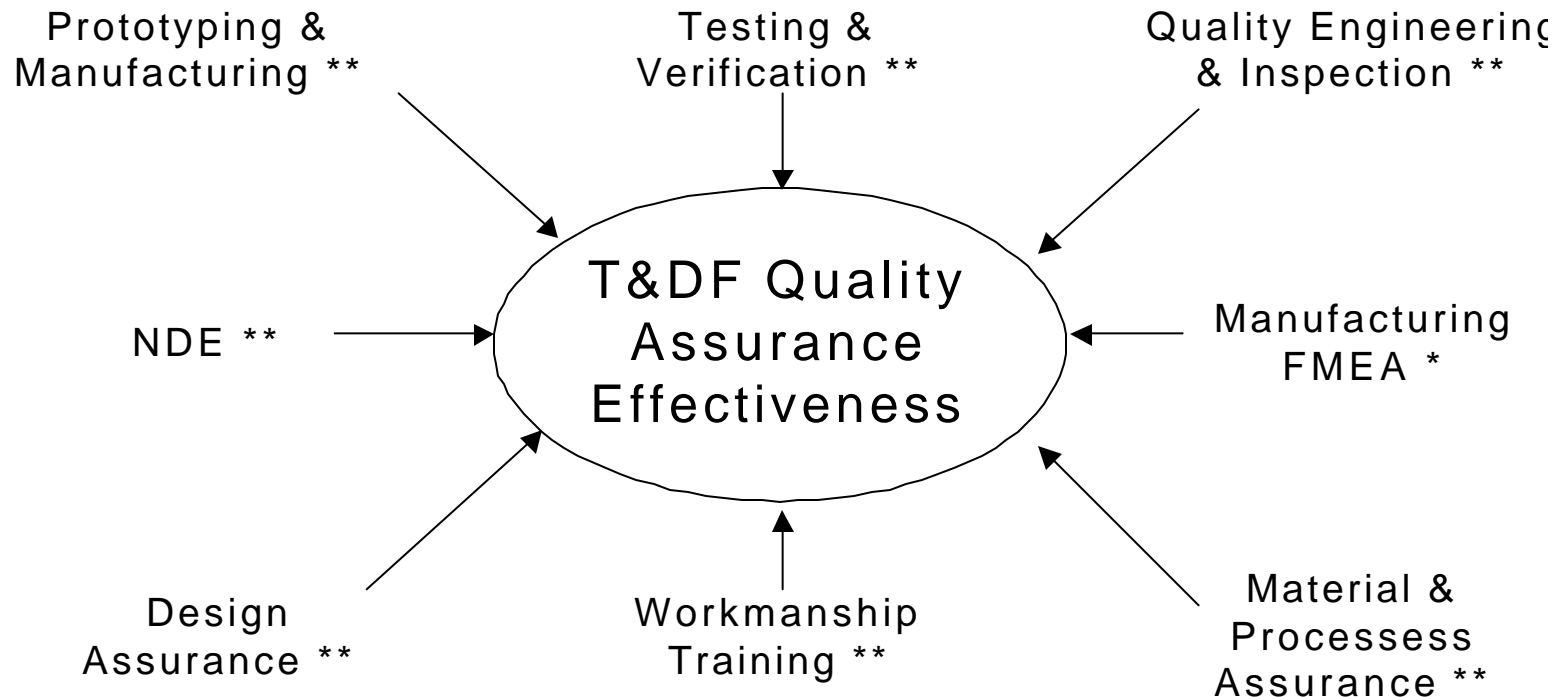 Prototyping &
Manufacturing **
Testing &
Verification **
Quality Engineering
& Inspection **
T&DF Quality
Assurance
Effectiveness
NDE **
Manufacturing
FMEA *
Design
Assurance **
Workmanship
Training **
Material &
Processess
Assurance **